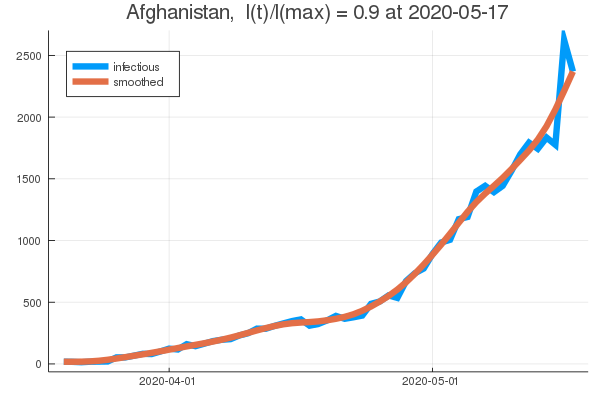 Afghanistan,  I(t)/I(max) = 0.9 at 2020-05-17
infectious
smoothed
2500
2000
1500
1000
500
0
2020-04-01
2020-05-01